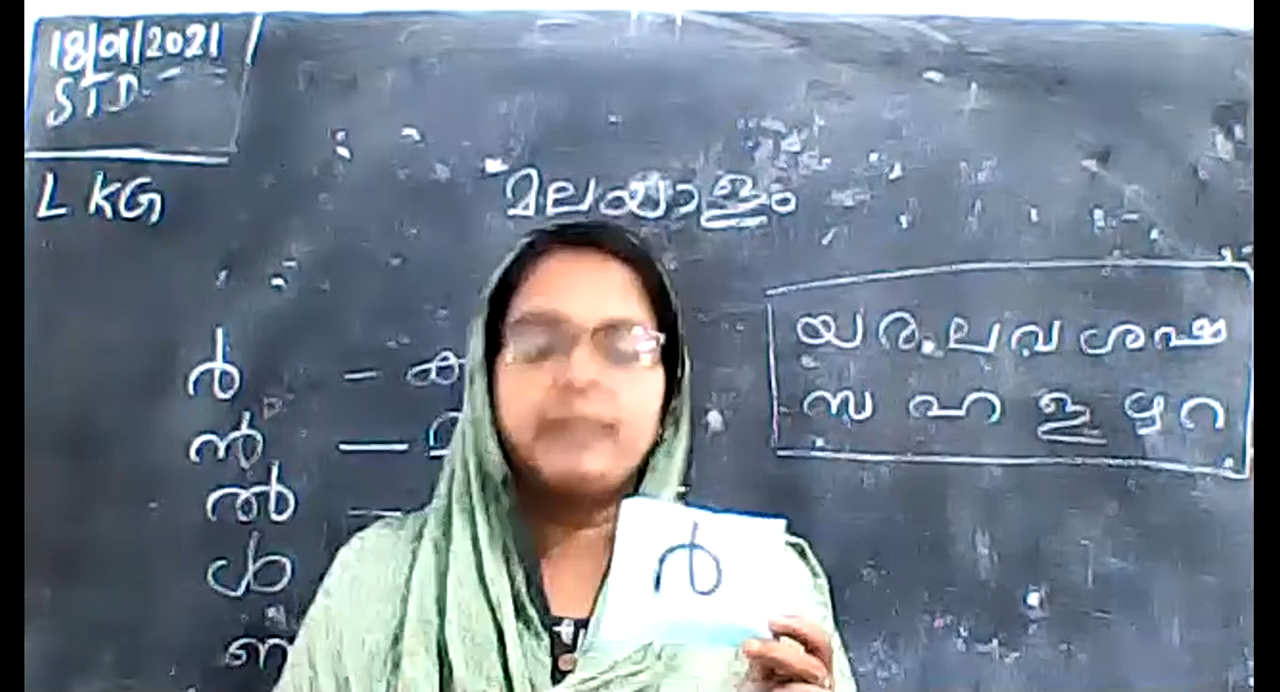 18/01/2021
STD.
LKG
മലയാളം
ർ – ക
ൻ —
ൽ –
ൾ
ർ
യ ര ല വ ശ ഷ
സ ഹ ള ഴ റ